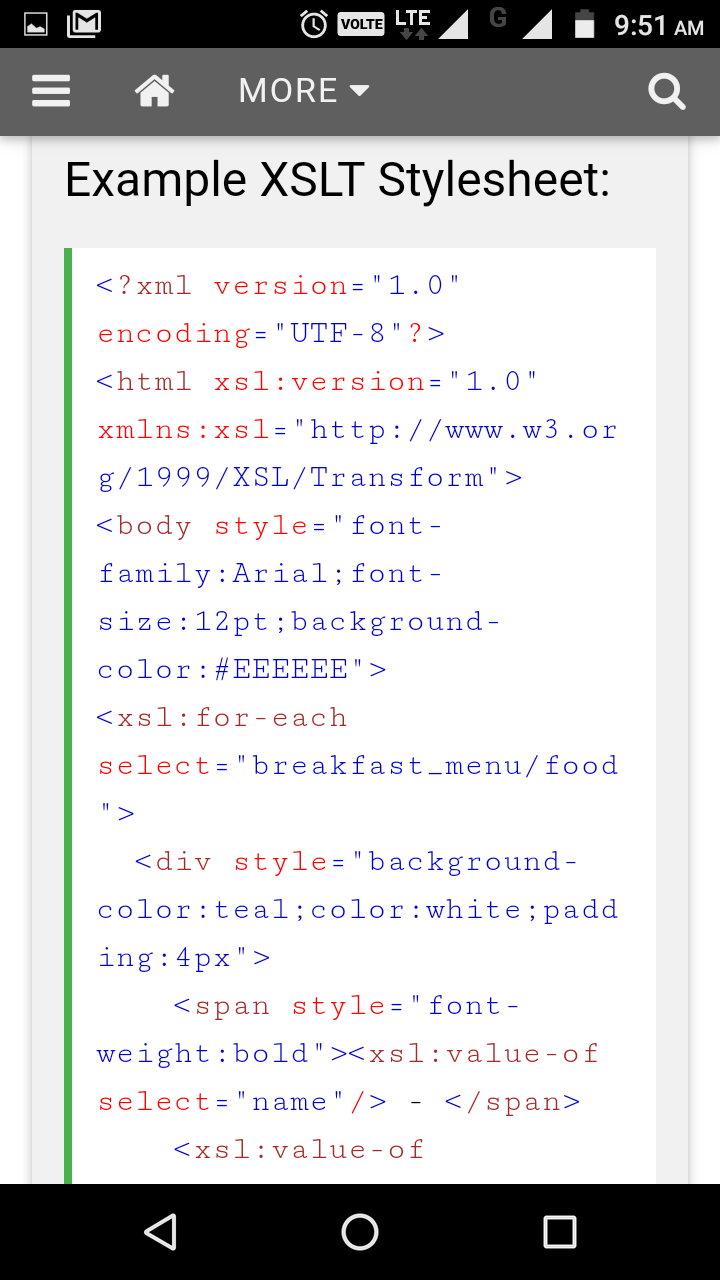 VOLTE LTE G 9:51 AM
MORE
Example XSLT Stylesheet:
<?xml version="1.0"
encoding="UTF-8"?>
<html xsl:version="1.0"
xmlns:xsl="http://www.w3.or
g/1999/XSL/Transform">
<body style="font-
family:Arial;font-
size:12pt;background-
color:#EEEEEE">
<xsl:for-each
select="breakfast_menu/food
">
  <div style="background-
color:teal;color:white;padd
ing:4px">
    <span style="font-
weight:bold"><xsl:value-of
select="name"/> - </span>
    <xsl:value-of